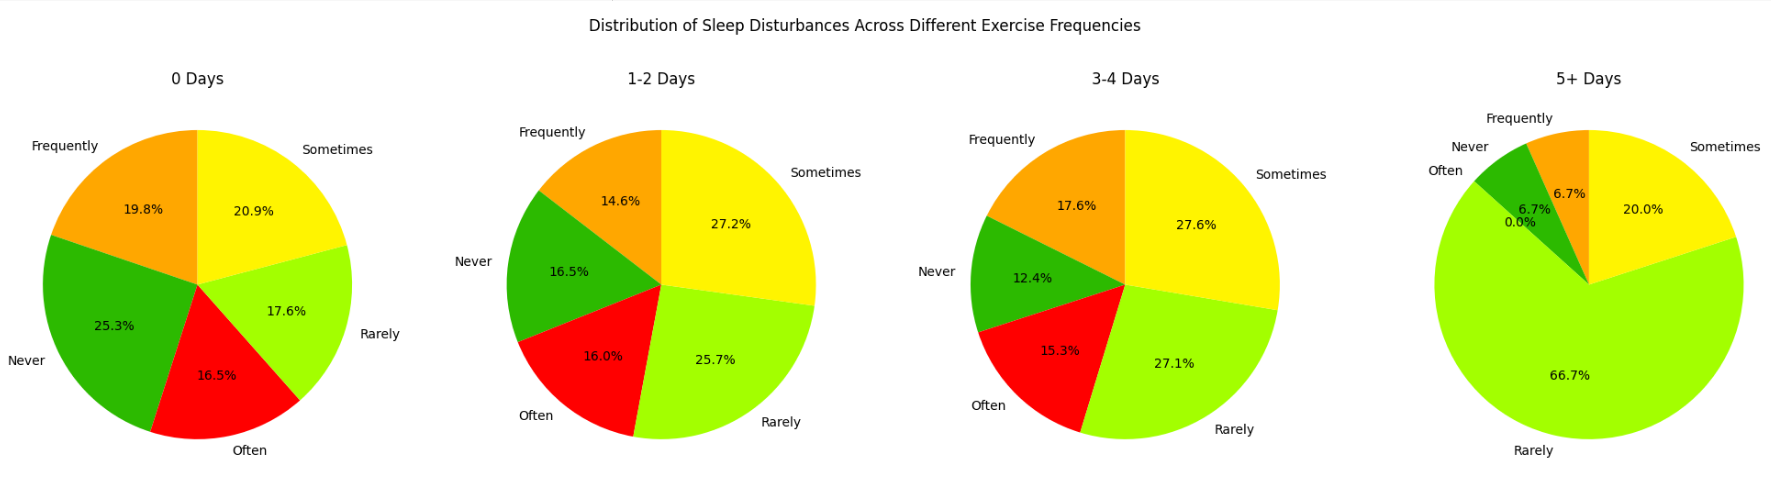 Distribution of Sleep Disturbances Across Different Exercise Frequencies
0 Days
Frequently
Sometimes
19.8%
20.9%
17.6%
Rarely
25.3%
Never
16.5%
Often
1-2 Days
Frequently
Sometimes
14.6%
27.2%
Never
16.5%
16.0%
25.7%
Often
Rarely
3-4 Days
Frequently
Sometimes
17.6%
27.6%
Never
12.4%
15.3%
27.1%
Often
Rarely
5+ Days
Frequently
Never
Sometimes
Often
6.7%
6.7%
20.0%
0.0%
66.7%
Rarely